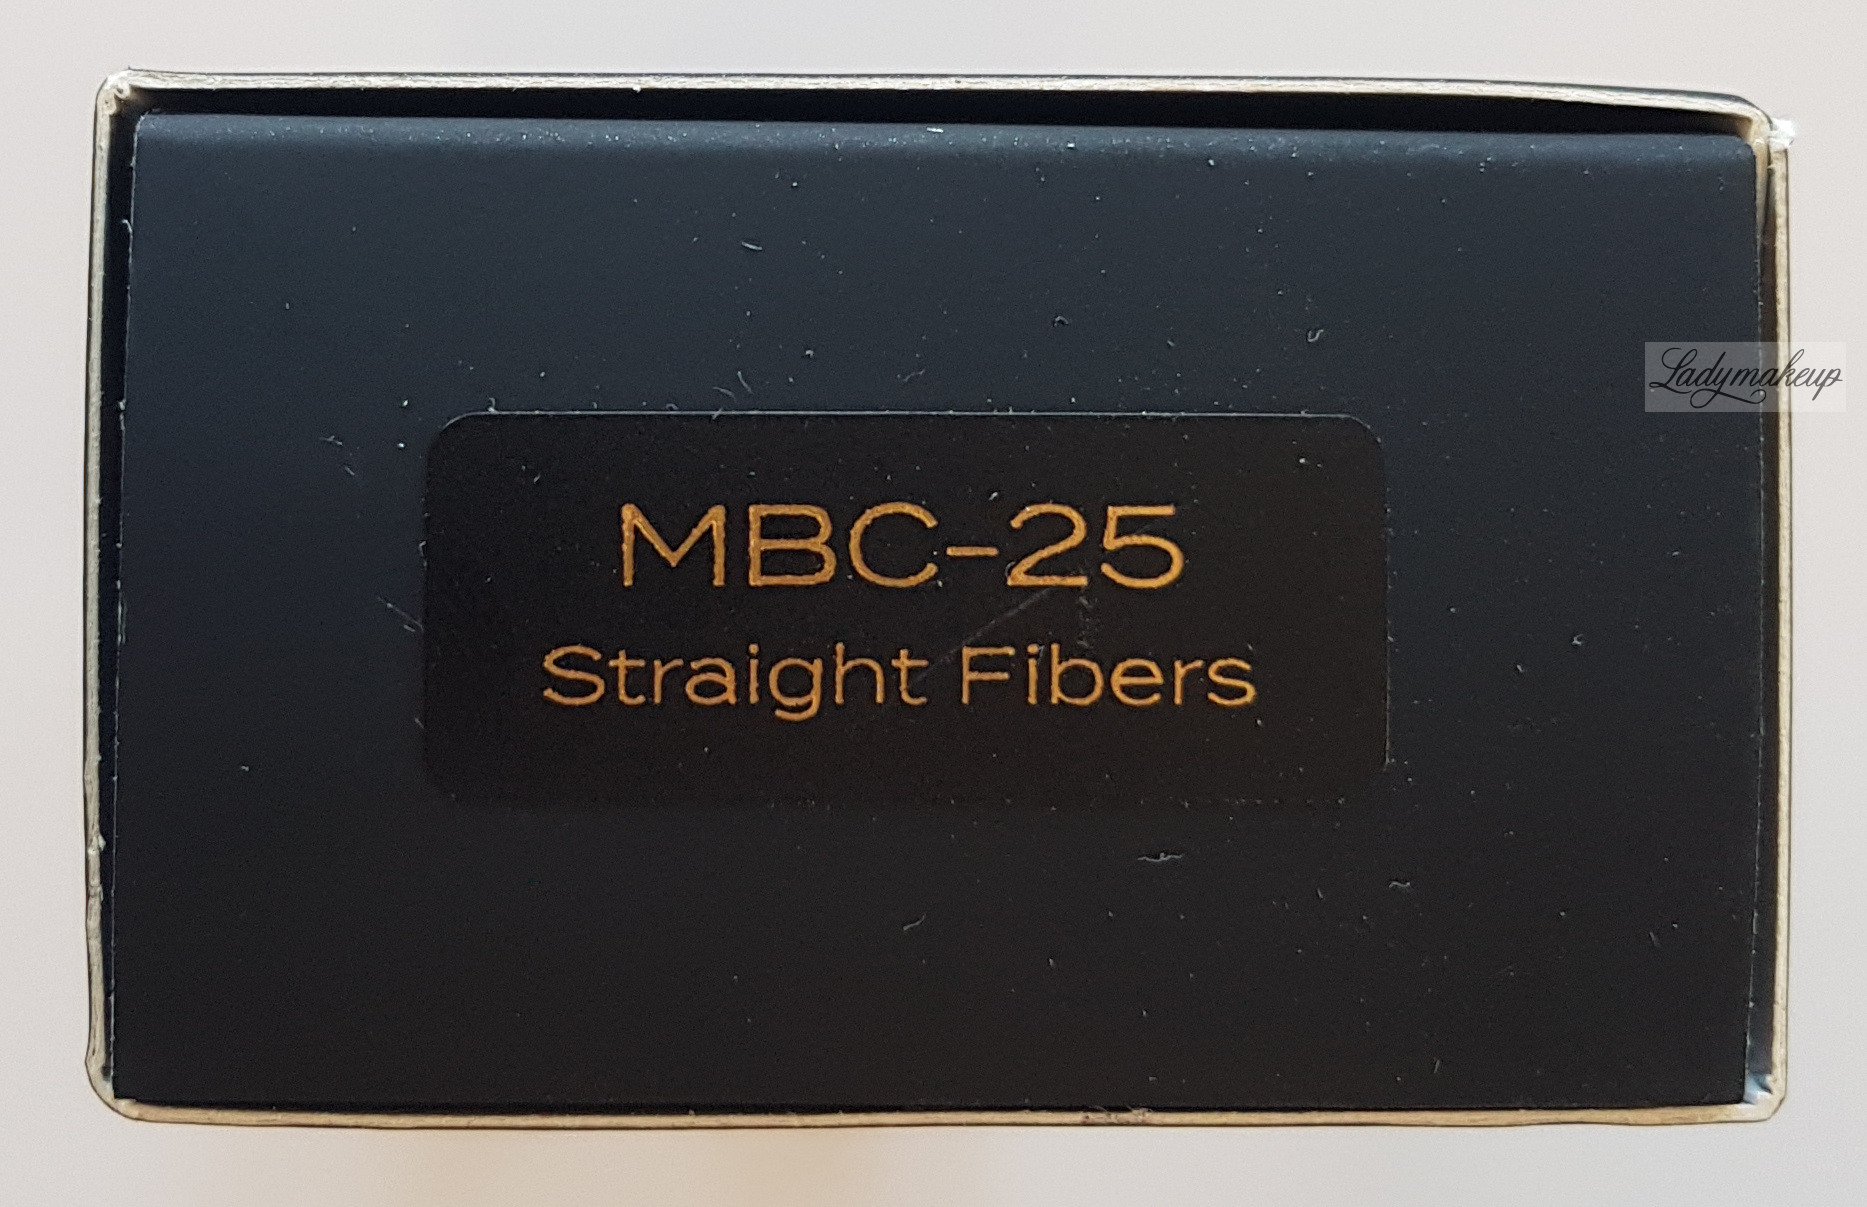 Ladymakeup
MBC-25
Straight Fibers